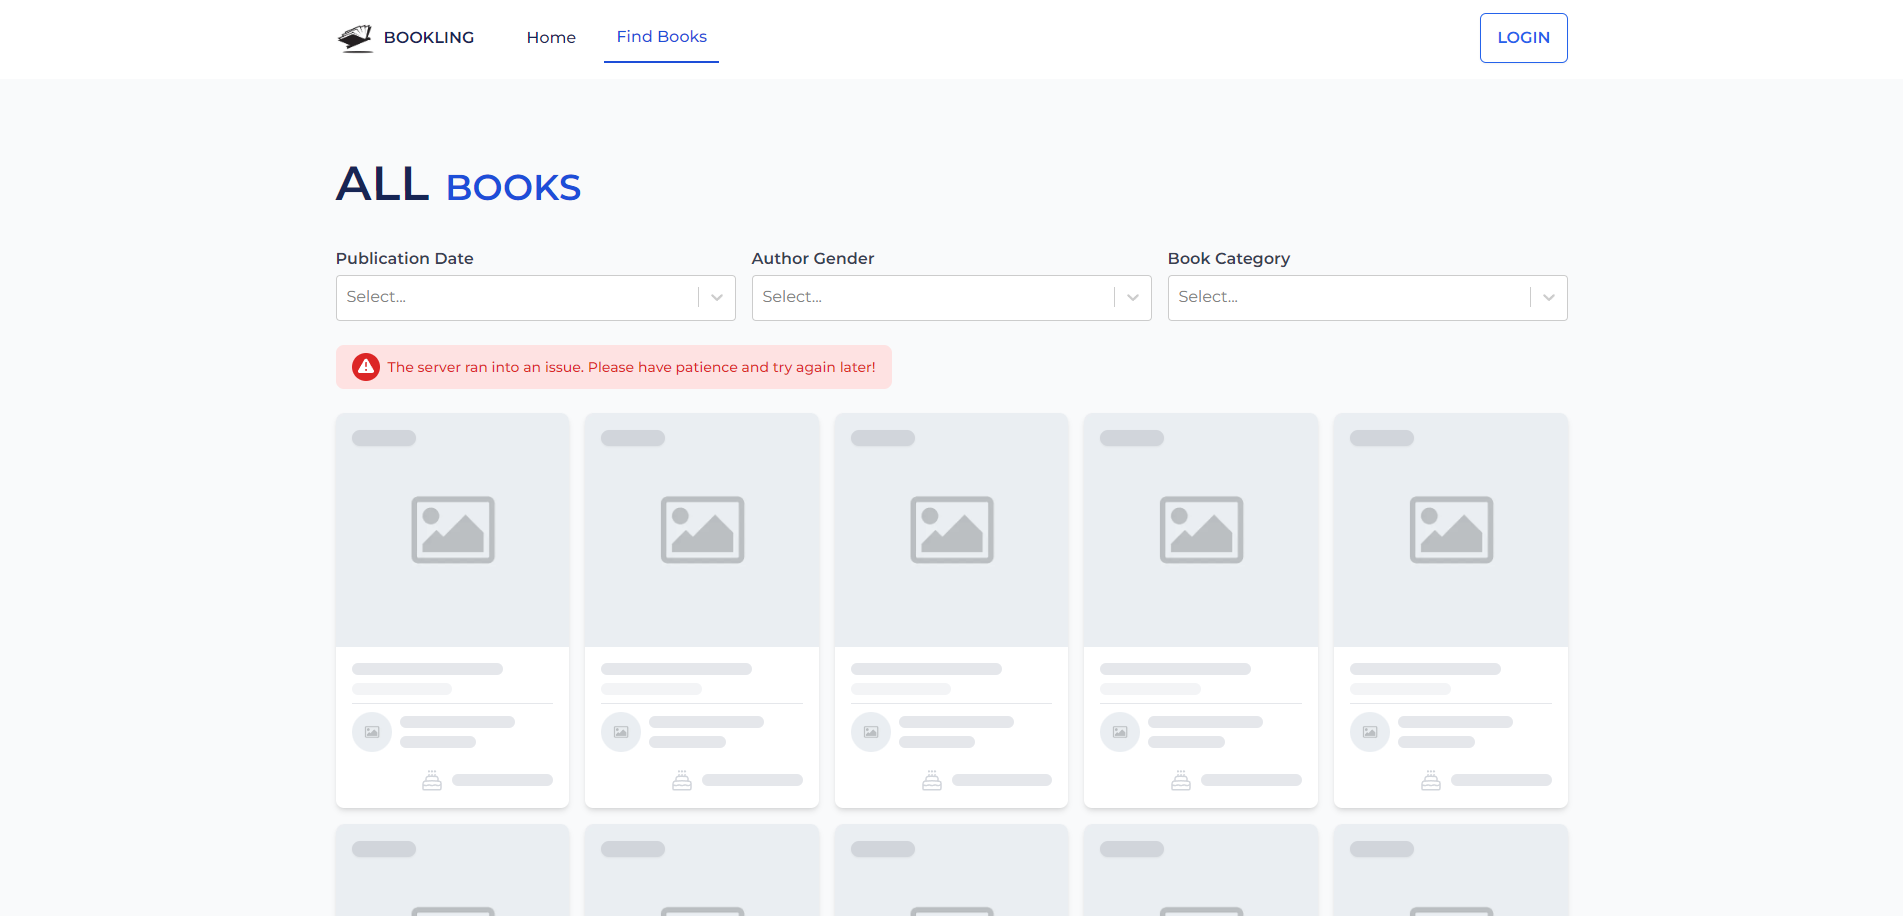 BOOKLING
Home
Find Books
LOGIN
ALL BOOKS
Publication Date
Author Gender
Book Category
Select...
Select...
Select...
The server ran into an issue. Please have patience and try again later!